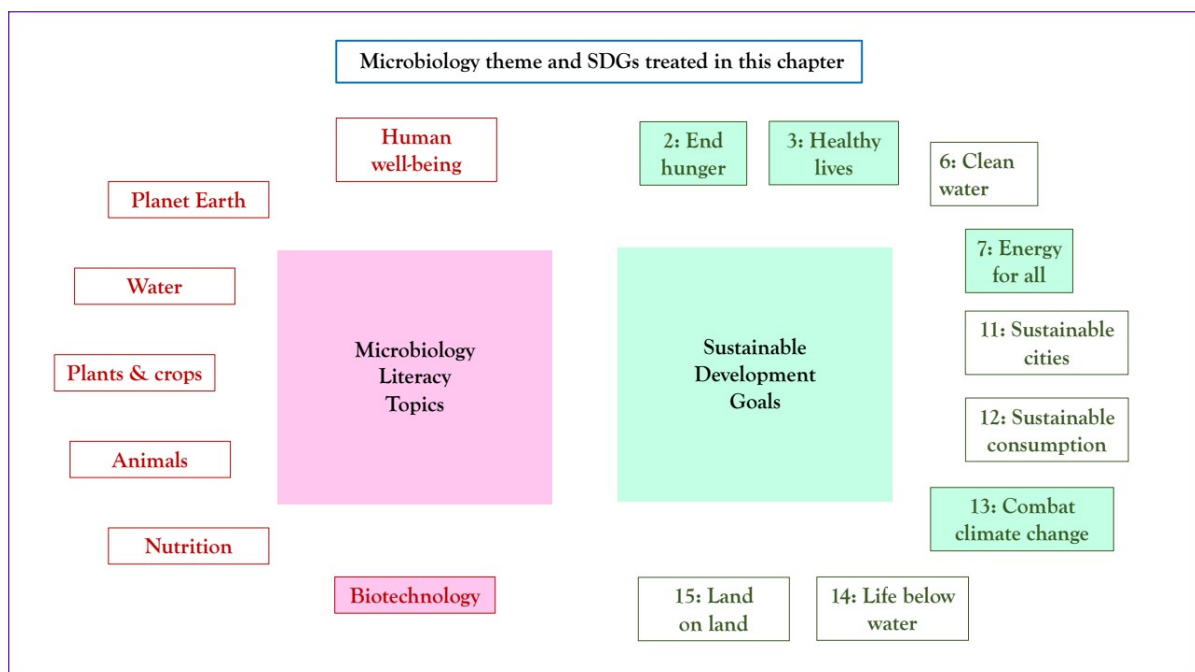 Microbiology theme and SDGs treated in this chapter
Human
well-being
Planet Earth
Water
Plants & crops
Animals
Nutrition
Biotechnology
Microbiology
Literacy
Topics
Sustainable
Development
Goals
2: End
hunger
3: Healthy
lives
6: Clean
water
7: Energy
for all
11: Sustainable
cities
12: Sustainable
consumption
13: Combat
climate change
14: Life below
water
15: Land
on land